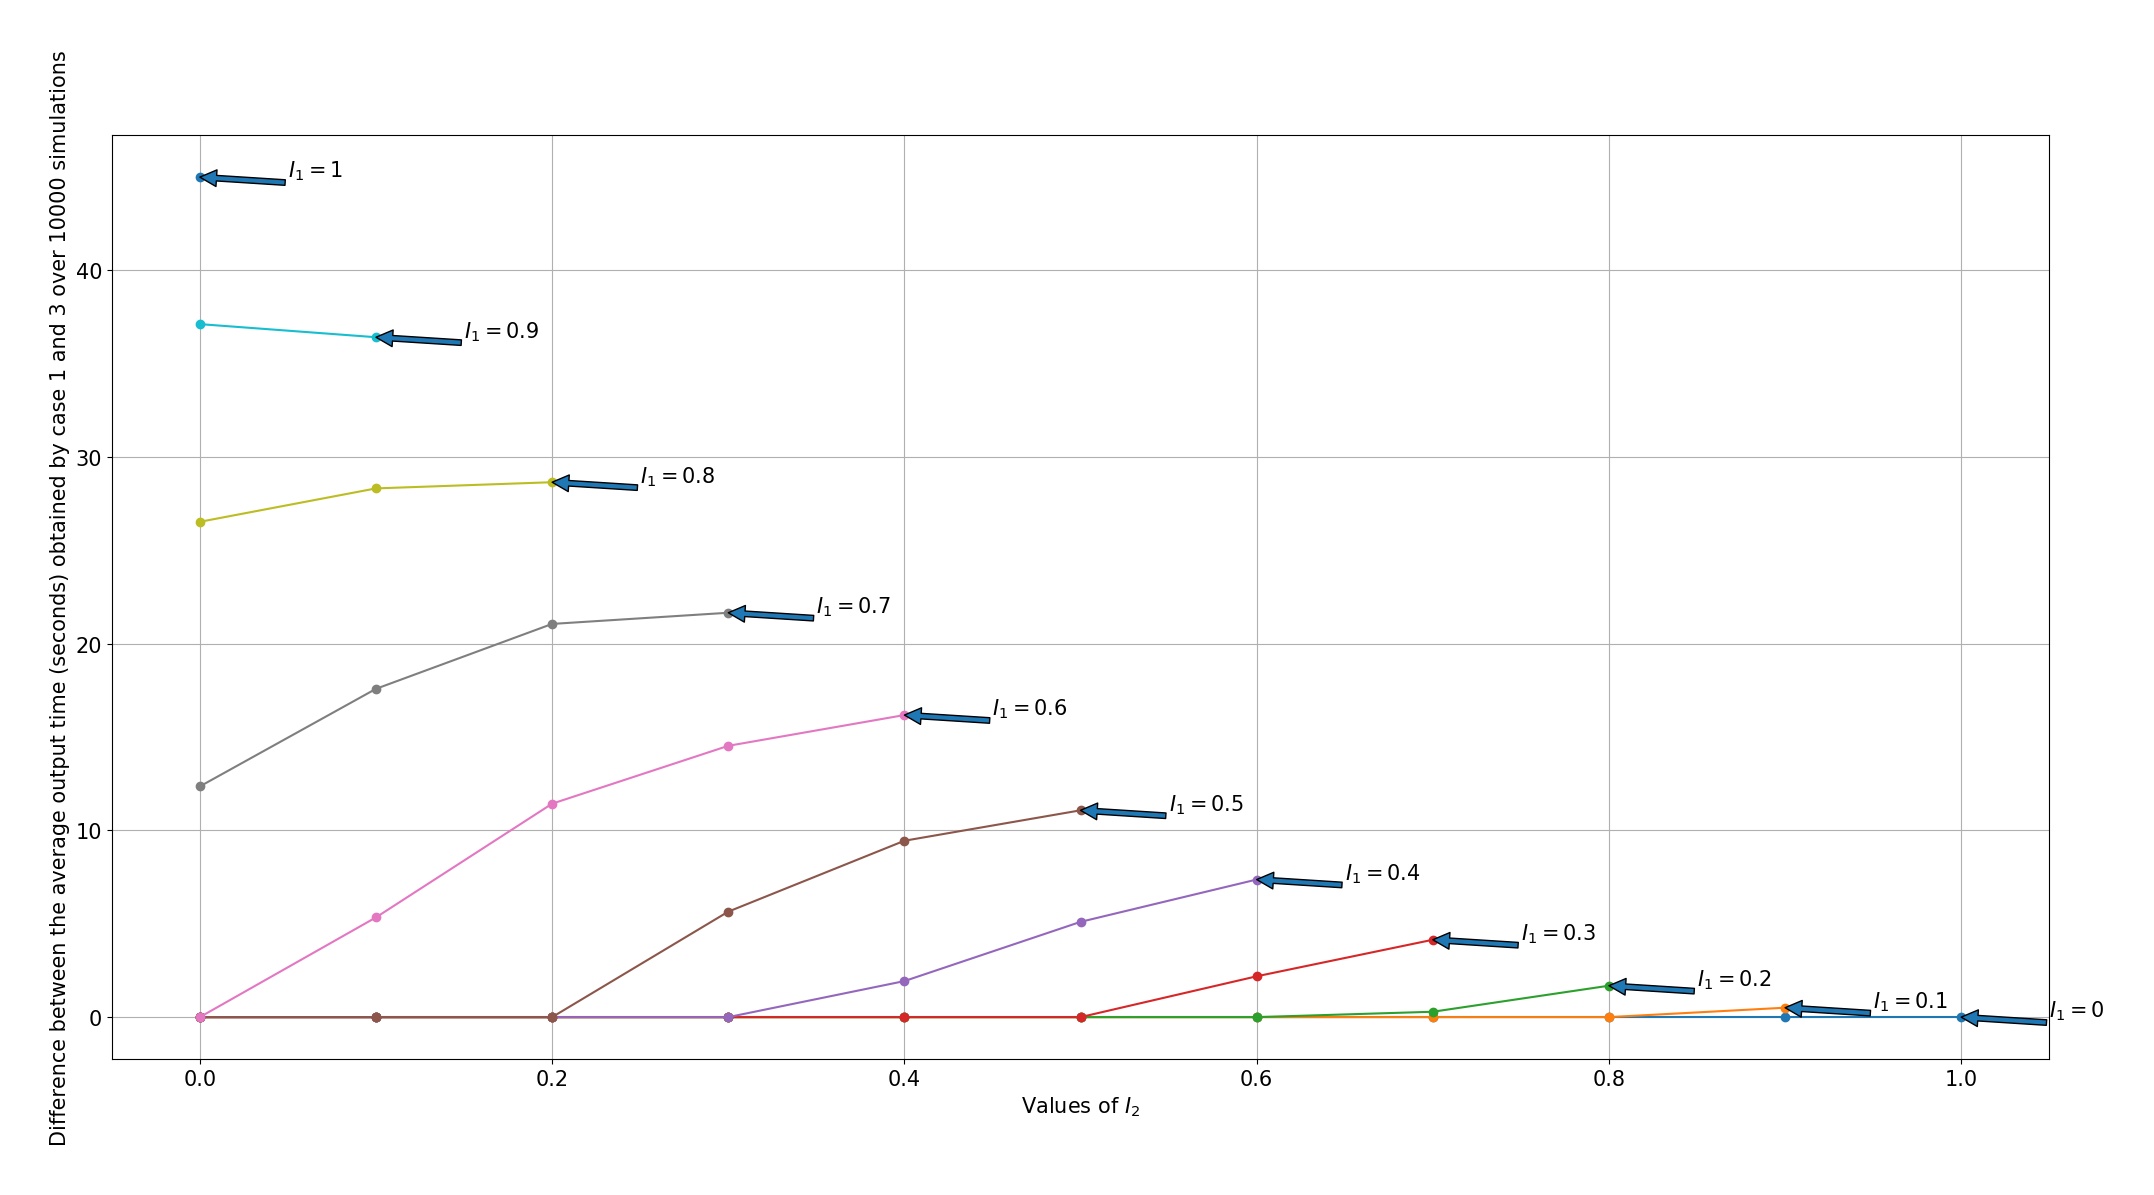 Difference between the average output time (seconds) obtained by case 1 and 3 over 10000 simulations
40
30
20
10
0
I₁ = 1
I₁ = 0.9
I₁ = 0.8
I₁ = 0.7
I₁ = 0.6
I₁ = 0.5
I₁ = 0.4
I₁ = 0.3
I₁ = 0.2
I₁ = 0.1
I₁ = 0
0.0 0.2 0.4 0.6 0.8 1.0
Values of I₂